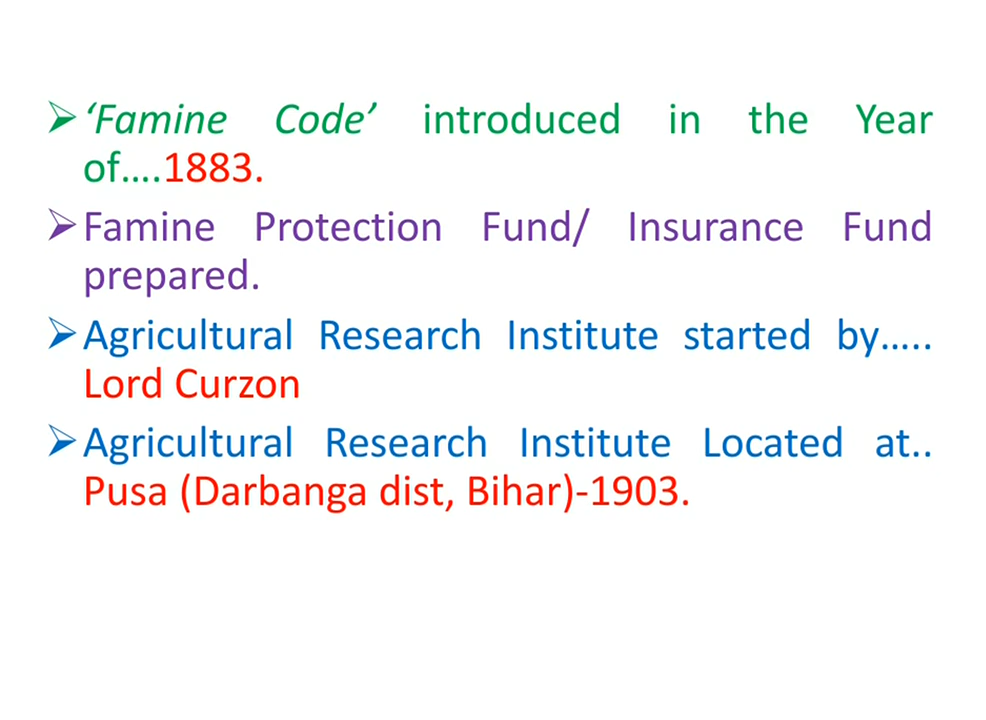 ➢‘Famine Code’ introduced in the Year
of….1883.
➢Famine Protection Fund/ Insurance Fund
prepared.
➢Agricultural Research Institute started by…..
Lord Curzon
➢Agricultural Research Institute Located at..
Pusa (Darbanga dist, Bihar)-1903.